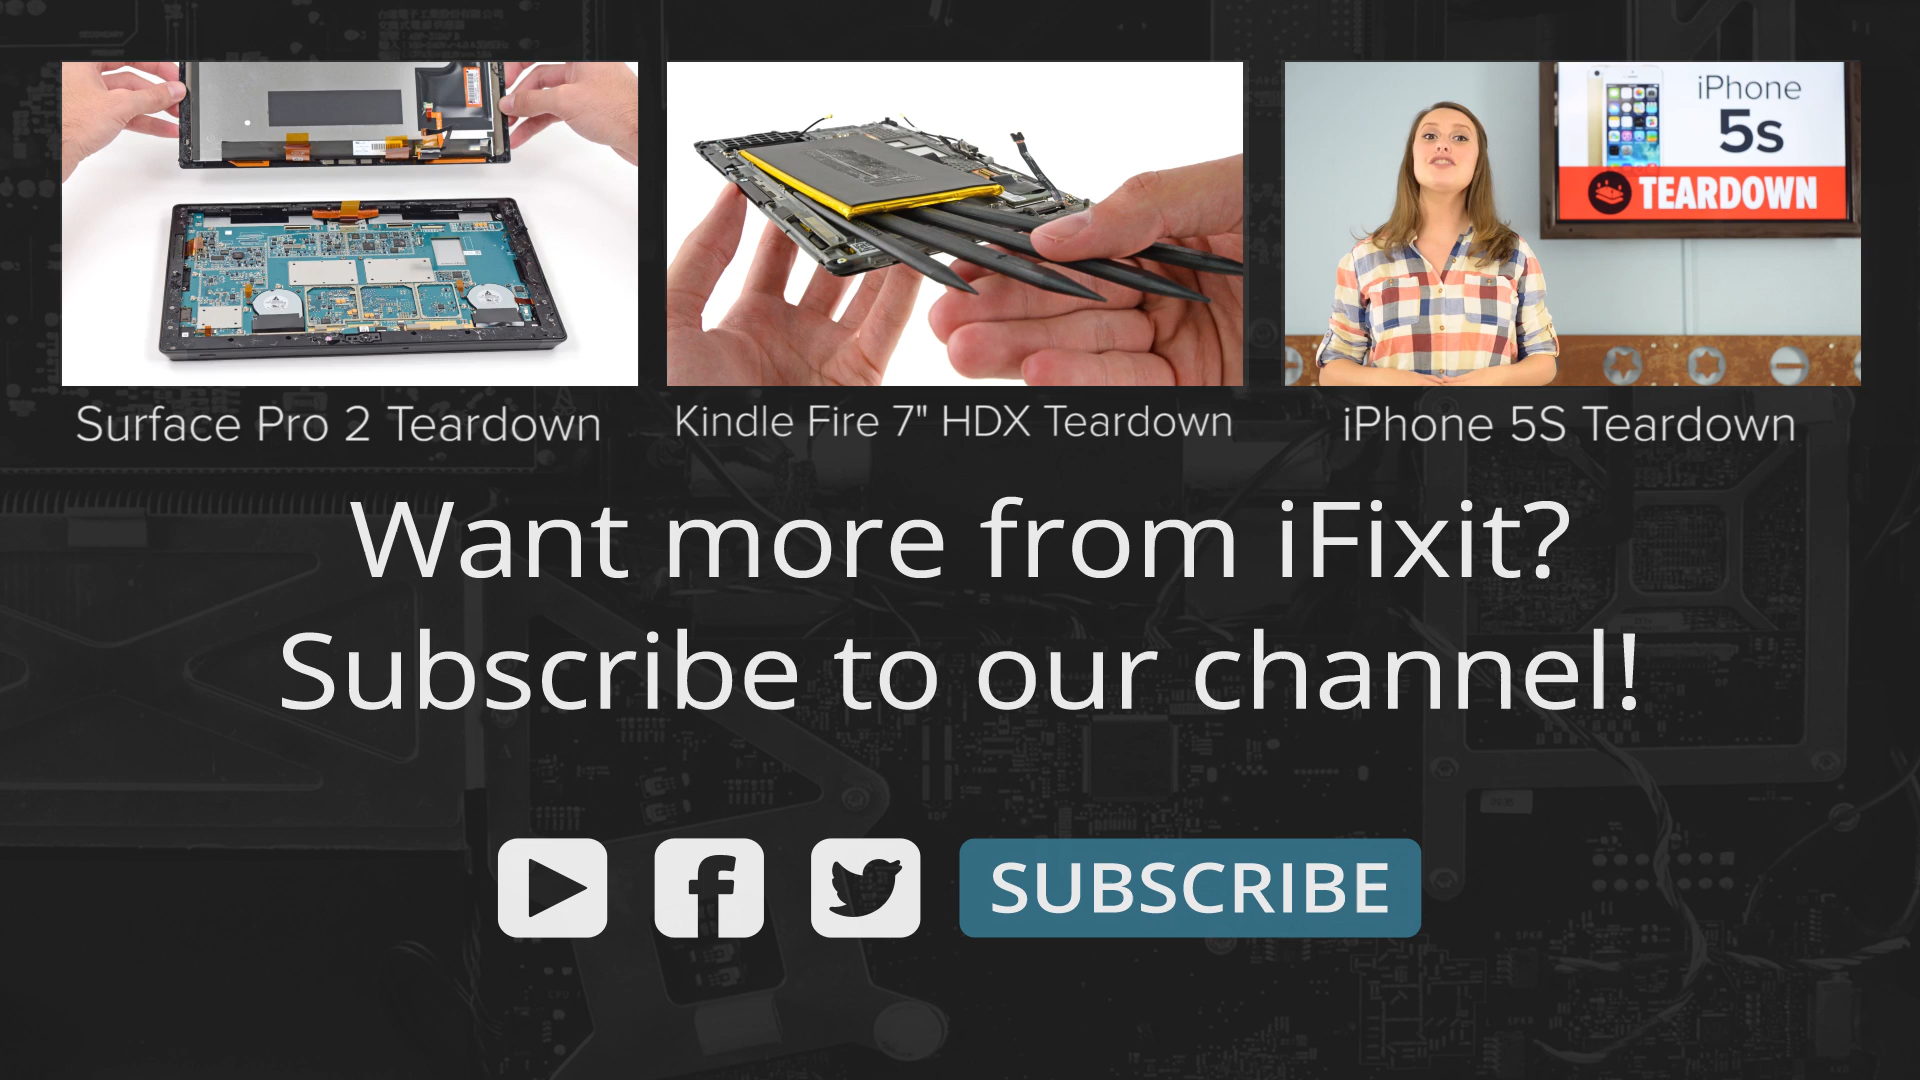 iPhone
5s
TEARDOWN
Surface Pro 2 Teardown
Kindle Fire 7" HDX Teardown
iPhone 5S Teardown
Want more from iFixit?
Subscribe to our channel!
SUBSCRIBE